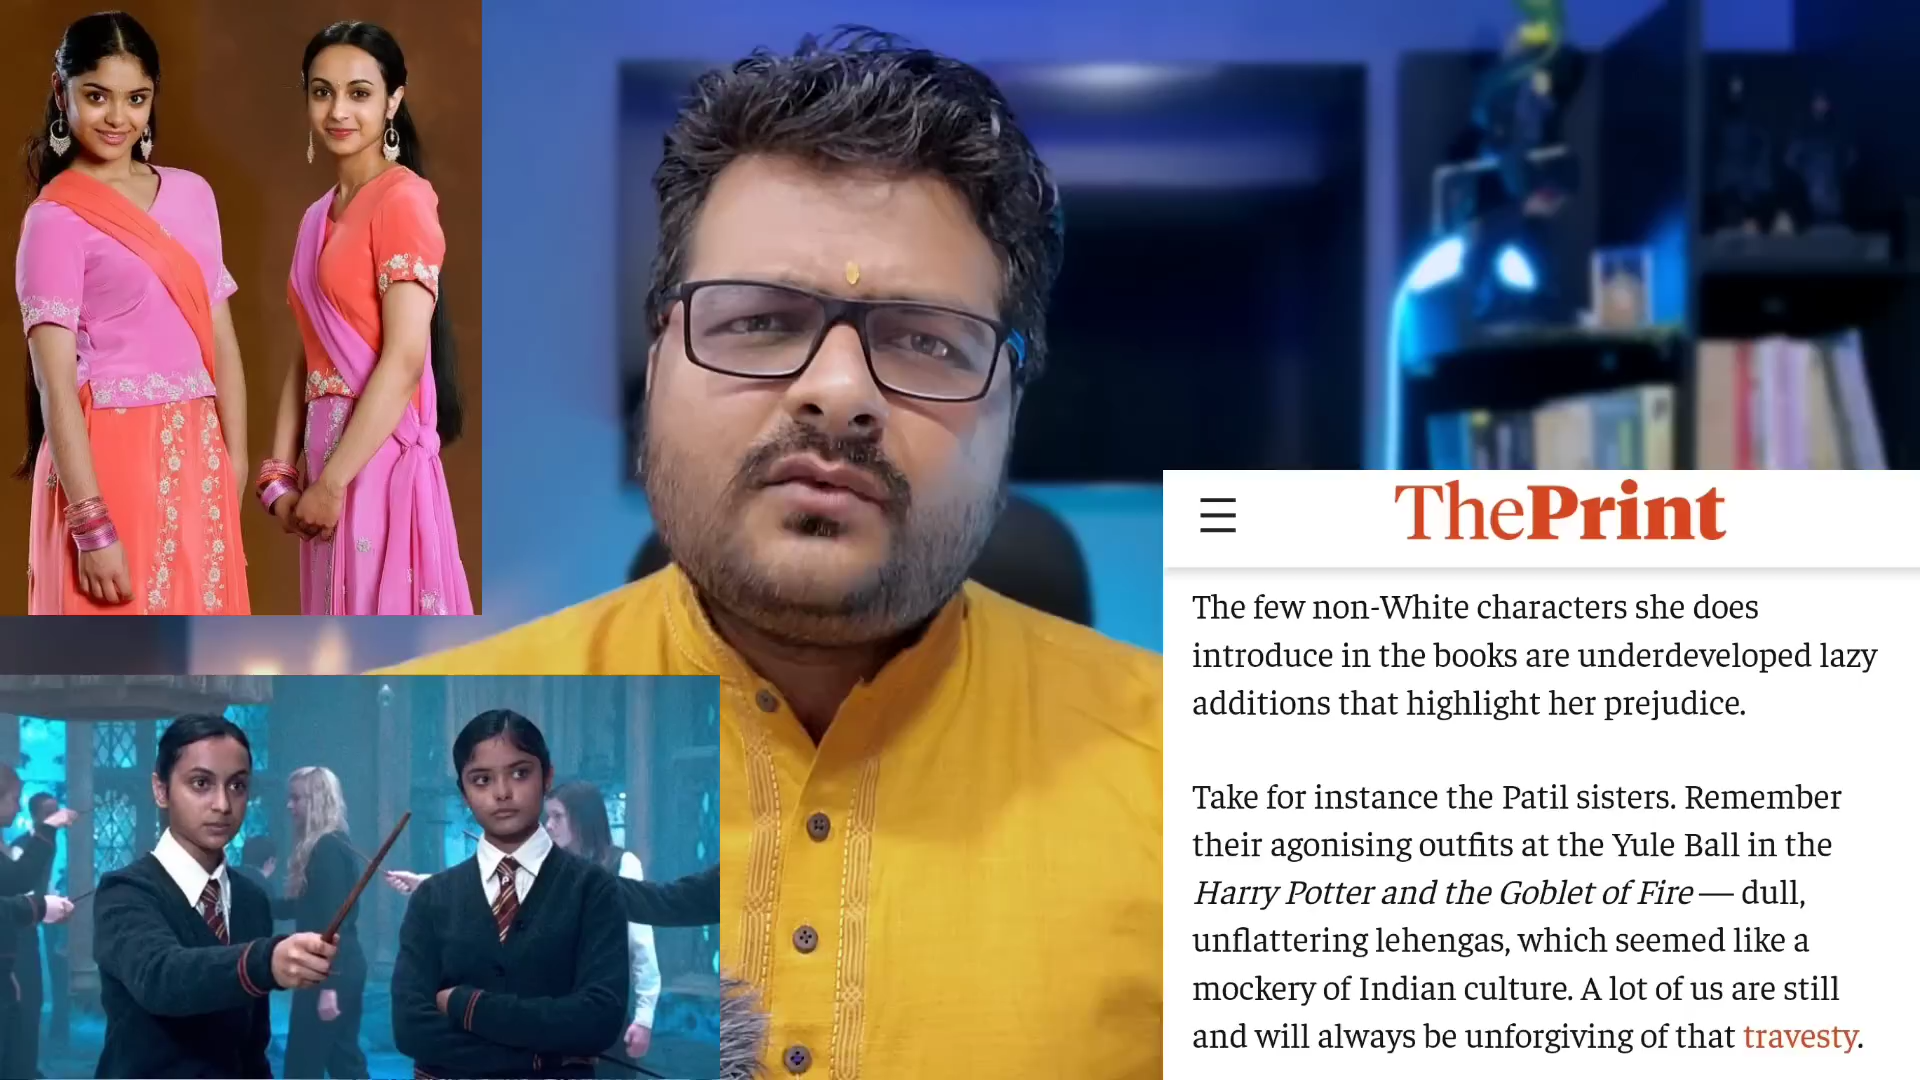 ThePrint
The few non-White characters she does
introduce in the books are underdeveloped lazy
additions that highlight her prejudice.
Take for instance the Patil sisters. Remember
their agonising outfits at the Yule Ball in the
Harry Potter and the Goblet of Fire — dull,
unflattering lehengas, which seemed like a
mockery of Indian culture. A lot of us are still
and will always be unforgiving of that travesty.